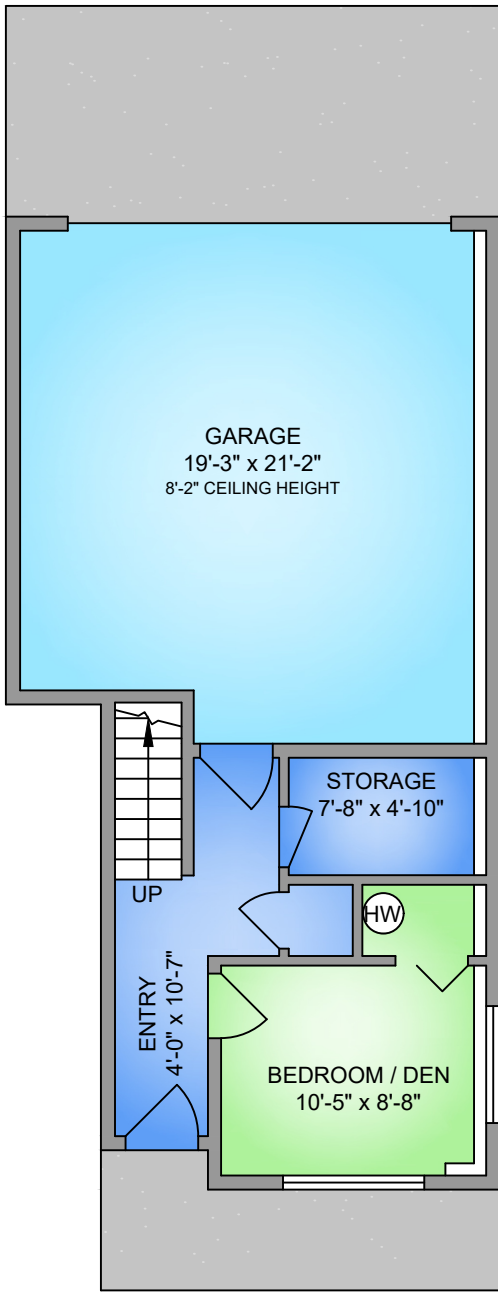 GARAGE
19'-3" x 21'-2"
8'-2" CEILING HEIGHT
STORAGE
7'-8" x 4'-10"
UP
HW
ENTRY
4'-0" x 10'-7"
BEDROOM / DEN
10'-5" x 8'-8"